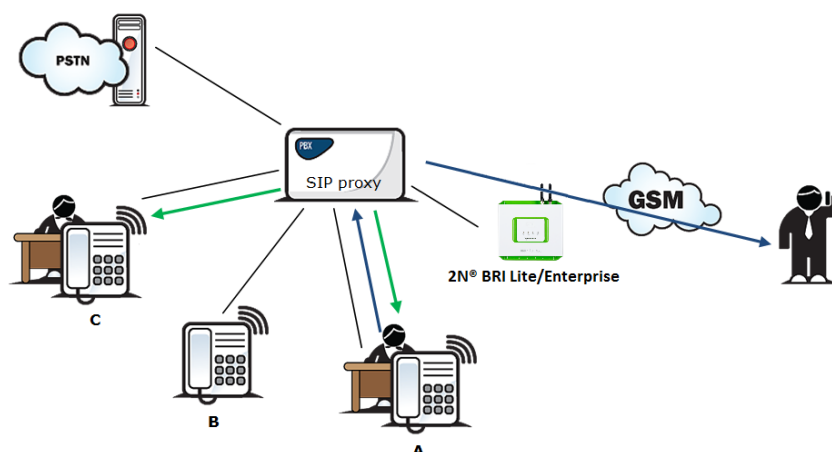 PSTN
PBX
SIP proxy
GSM
2N® BRI Lite/Enterprise
C
B
A